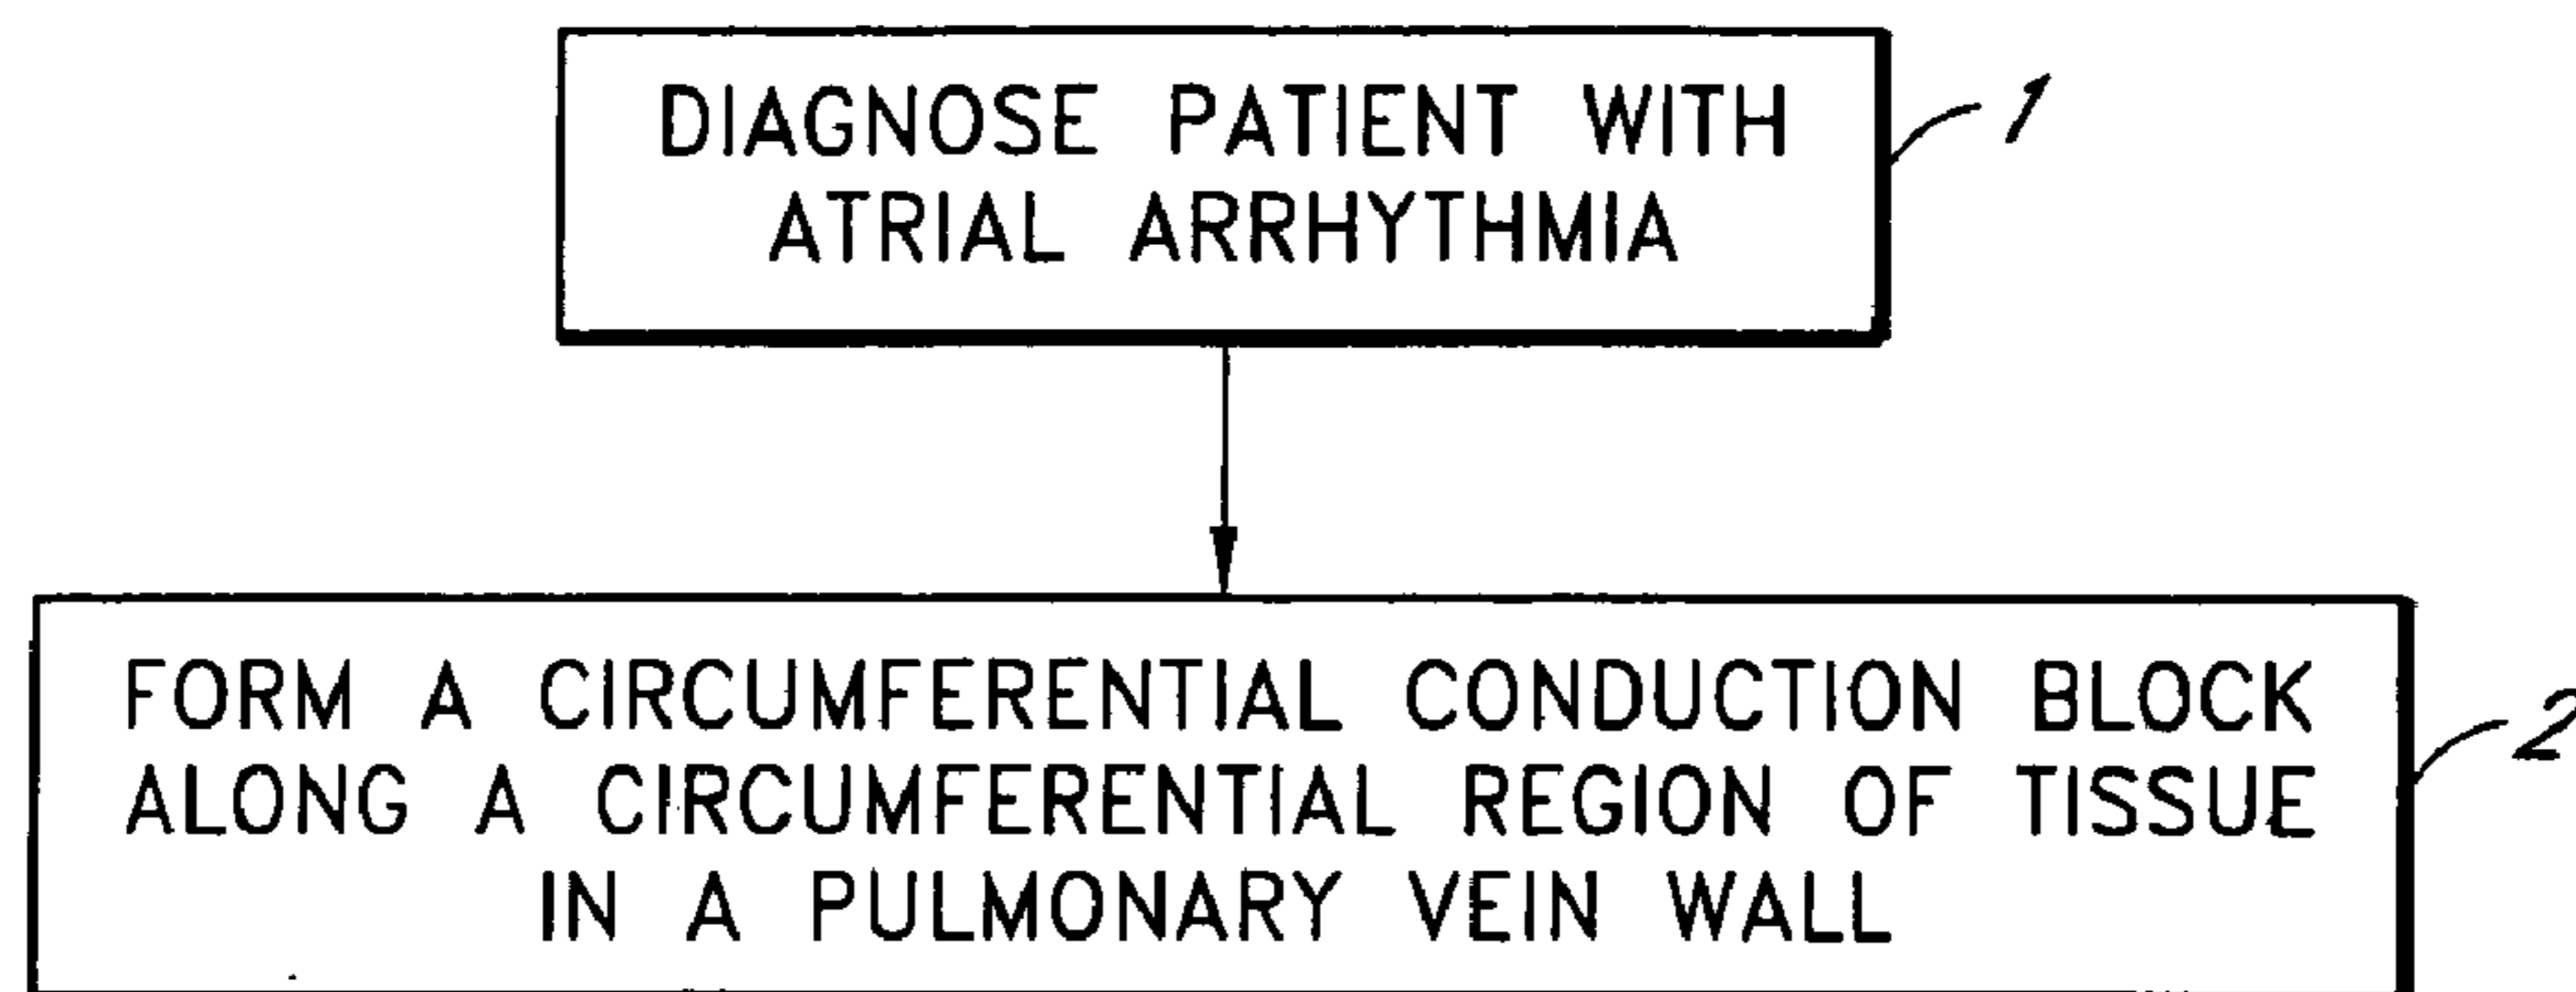 DIAGNOSE PATIENT WITH
ATRIAL ARRHYTHMIA
1
FORM A CIRCUMFERENTIAL CONDUCTION BLOCK
ALONG A CIRCUMFERENTIAL REGION OF TISSUE
IN A PULMONARY VEIN WALL
2